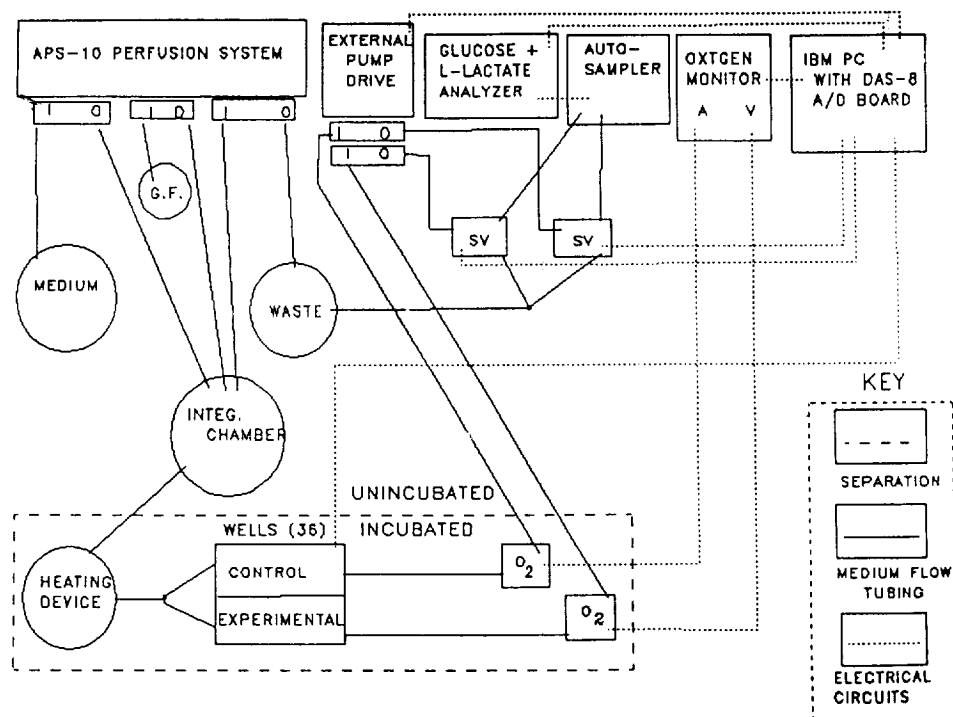 APS-10 PERFUSION SYSTEM
I O
I O
I O
EXTERNAL
PUMP
DRIVE
I O
I O
GLUCOSE +
L-LACTATE
ANALYZER
AUTO-
SAMPLER
OXTGEN
MONITOR
A V
IBM PC
WITH DAS-8
A/D BOARD
G.F.
MEDIUM
WASTE
SV
SV
INTEG.
CHAMBER
UNINCUBATED
INCUBATED
WELLS (36)
HEATING
DEVICE
CONTROL
EXPERIMENTAL
O2
O2
KEY
SEPARATION
MEDIUM FLOW
TUBING
ELECTRICAL
CIRCUITS